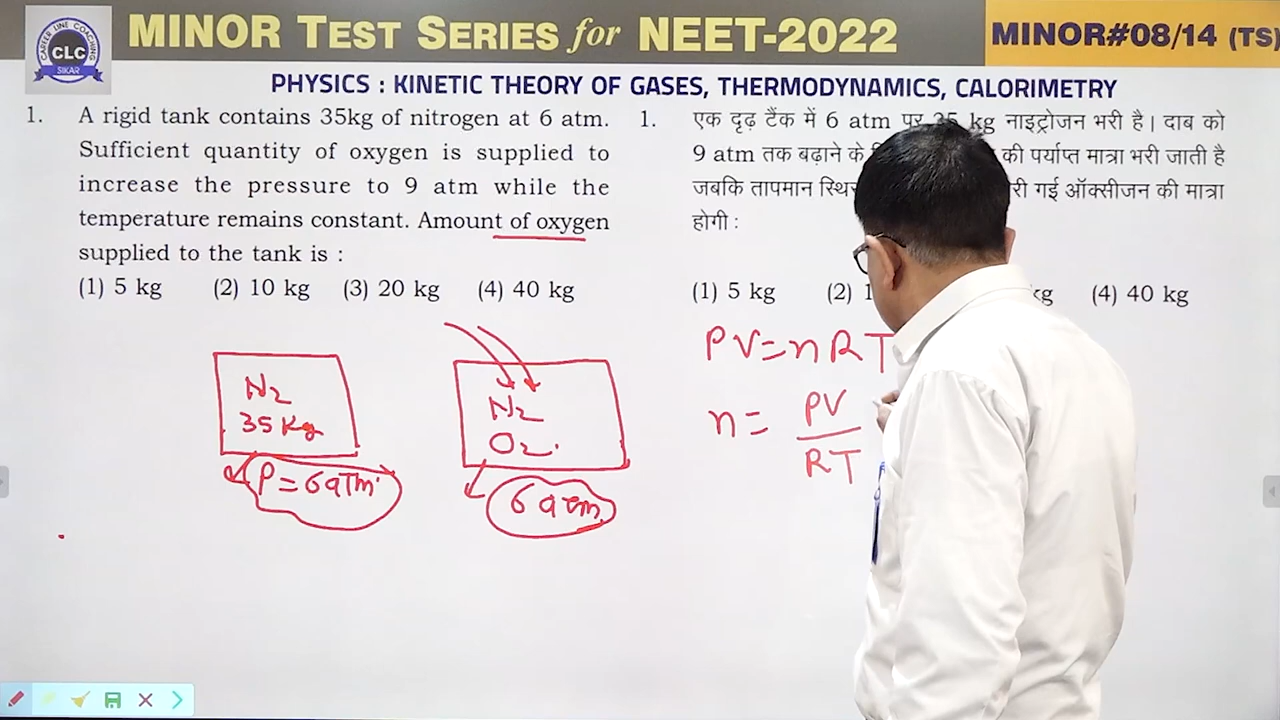 CAREER LINE COACHING
CLC
SIKAR
MINOR TEST SERIES for NEET-2022
MINOR#08/14 (TS)
PHYSICS : KINETIC THEORY OF GASES, THERMODYNAMICS, CALORIMETRY
1. A rigid tank contains 35kg of nitrogen at 6 atm.
Sufficient quantity of oxygen is supplied to
increase the pressure to 9 atm while the
temperature remains constant. Amount of oxygen
supplied to the tank is :
(1) 5 kg (2) 10 kg (3) 20 kg (4) 40 kg
1. एक दृढ़ टैंक में 6 atm पर 35 kg नाइट्रोजन भरी है। दाब को
9 atm तक बढ़ाने के की पर्याप्त मात्रा भरी जाती है
जबकि तापमान गई ऑक्सीजन की मात्रा
होगी :
(1) 5 kg (2) kg (4) 40 kg
N2
35 Kg
P = 6 aTm
N2
O2
6 atm
PV = nRT
n = PV
RT